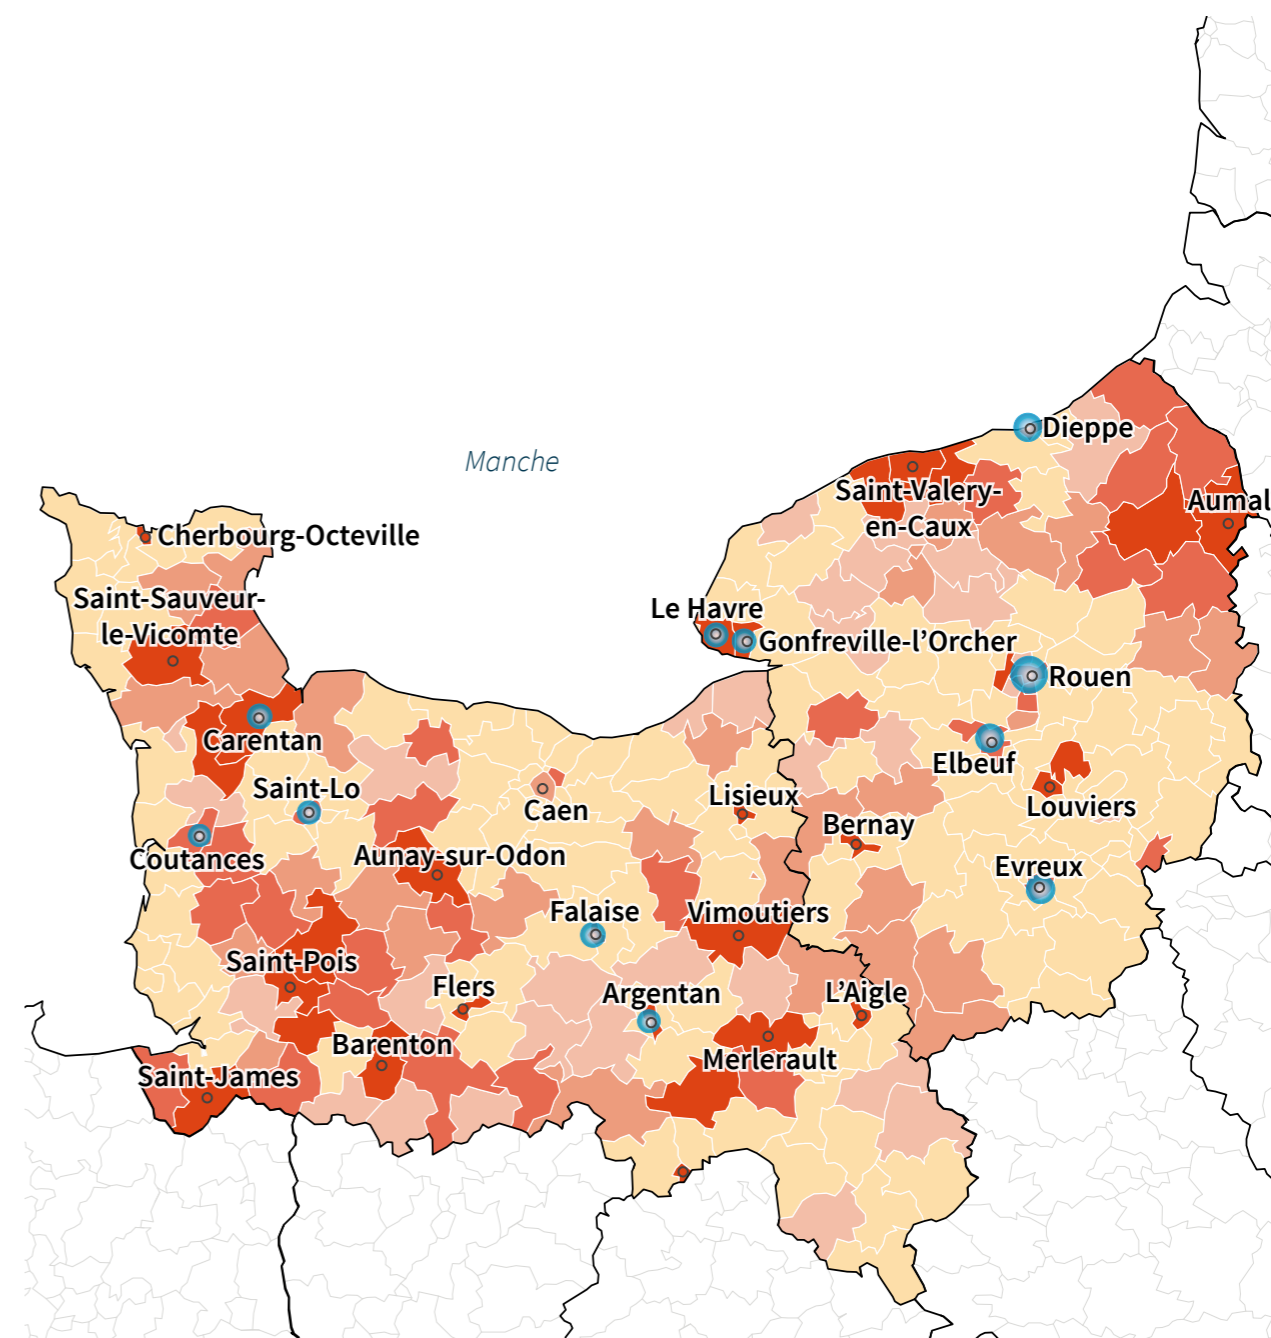 Dieppe
Manche
Saint-Valery-
en-Caux
Aumal
Cherbourg-Octeville
Saint-Sauveur-
le-Vicomte
Le Havre
Gonfreville-l’Orcher
Rouen
Carentan
Elbeuf
Saint-Lo
Caen
Lisieux
Louviers
Bernay
Coutances
Aunay-sur-Odon
Evreux
Falaise
Vimoutiers
Saint-Pois
Flers
Argentan
L’Aigle
Barenton
Merlerault
Saint-James